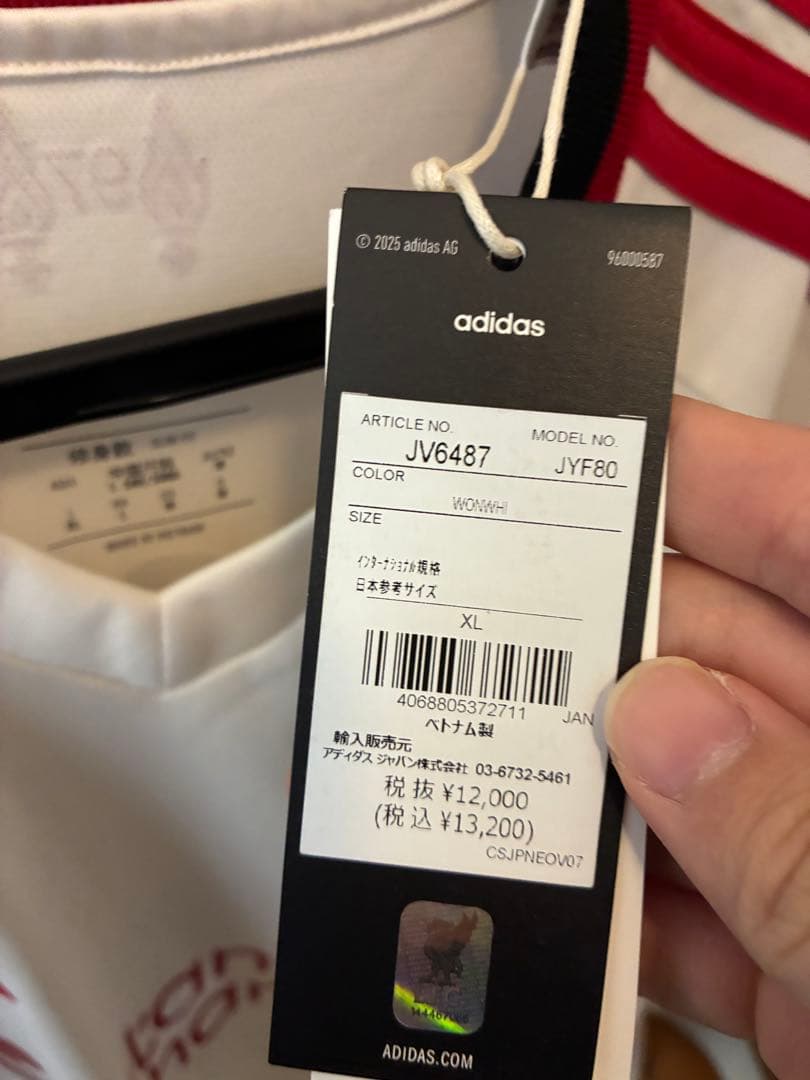 © 2025 adidas AG
96000587
adidas
ARTICLE NO.
JV6487
MODEL NO.
JYF80
COLOR
WONWHI
SIZE
インターナショナル規格
日本参考サイズ
XL
4068805372711
JAN
ベトナム製
輸入販売元
アディダス ジャパン株式会社 03-6732-5461
税抜 ¥12,000
(税込 ¥13,200)
CSJPNEOV07
ADIDAS.COM